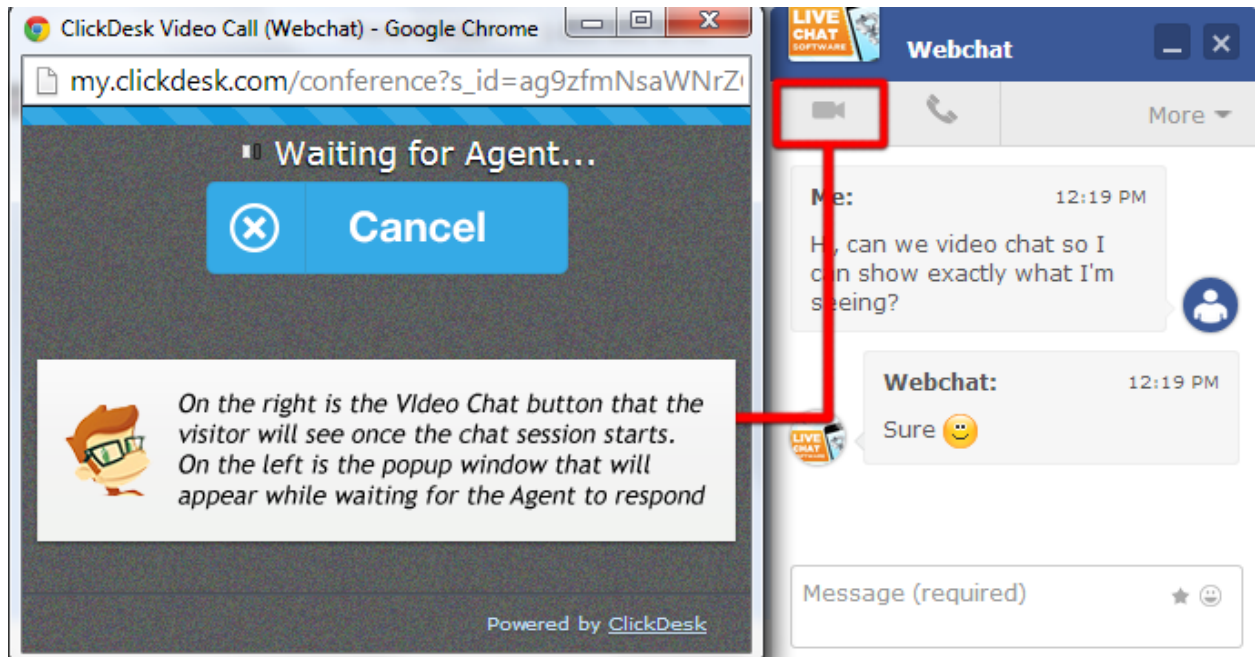 ClickDesk Video Call (Webchat) - Google Chrome
my.clickdesk.com/conference?s_id=ag9zfmNsaWNrZ
Waiting for Agent...
Cancel
On the right is the VIdeo Chat button that the
visitor will see once the chat session starts.
On the left is the popup window that will
appear while waiting for the Agent to respond
Powered by ClickDesk
LIVE
CHAT
SOFTWARE
Webchat
More
Me: 12:19 PM
Hi, can we video chat so I
can show exactly what I'm
seeing?
Webchat: 12:19 PM
LIVE
CHAT
Sure
Message (required)